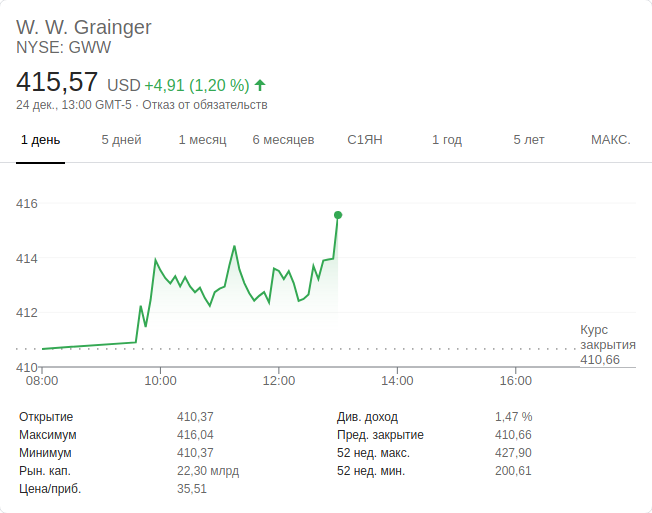 W. W. Grainger
NYSE: GWW
415,57 USD +4,91 (1,20 %)
24 дек., 13:00 GMT-5 · Отказ от обязательств
1 день 5 дней 1 месяц 6 месяцев С1ЯН 1 год 5 лет МАКС.
416
414
412
410
Курс
закрытия
410,66
08:00 10:00 12:00 14:00 16:00
Открытие 410,37 Див. доход 1,47 %
Максимум 416,04 Пред. закрытие 410,66
Минимум 410,37 52 нед. макс. 427,90
Рын. кап. 22,30 млрд 52 нед. мин. 200,61
Цена/приб. 35,51